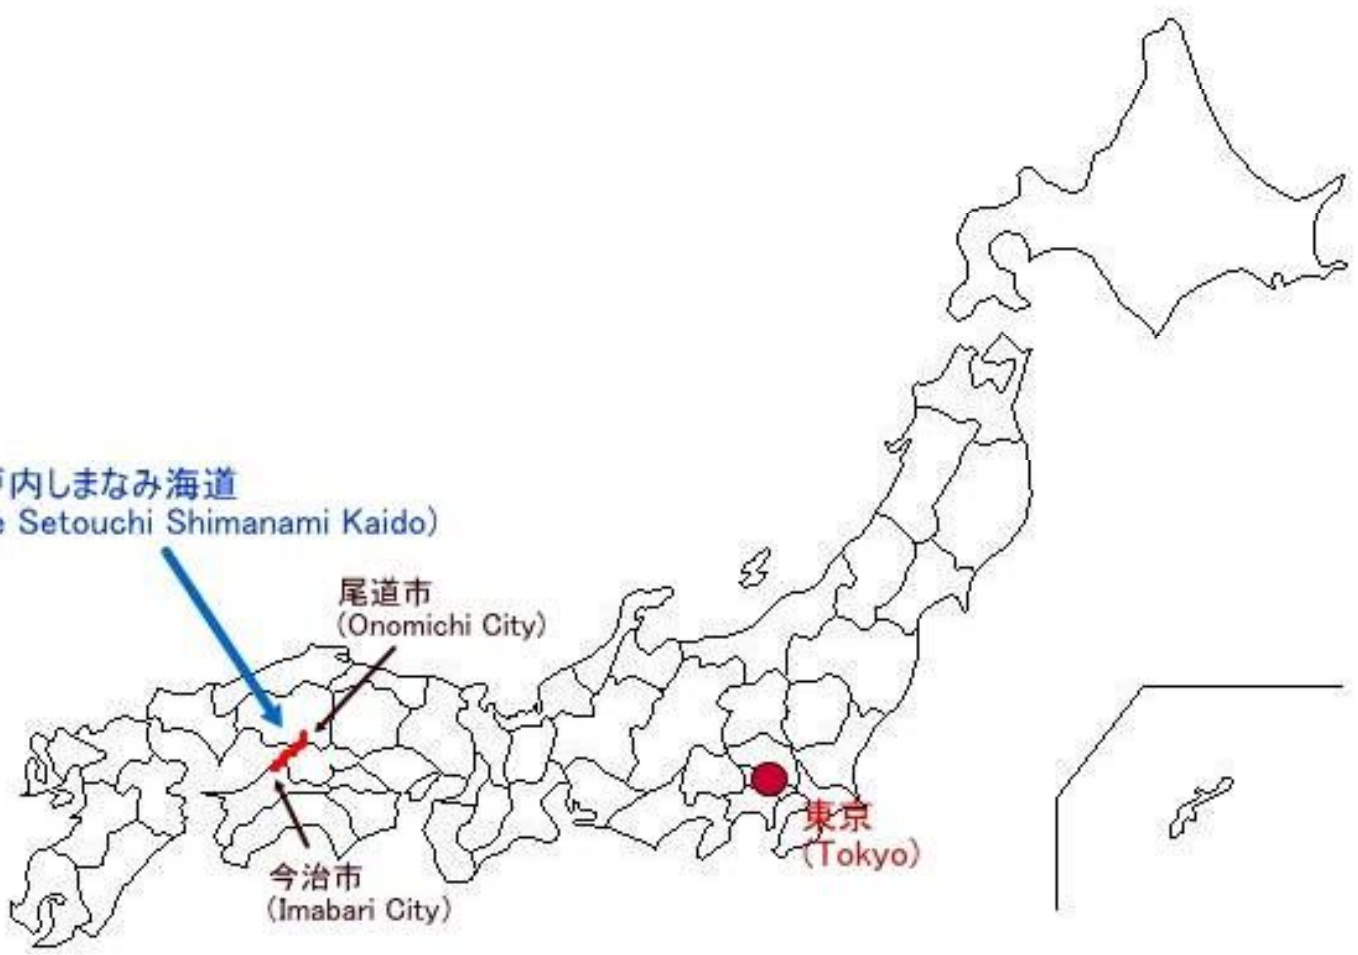 内しまなみ海道
Setouchi Shimanami Kaido)
尾道市
(Onomichi City)
東京
(Tokyo)
今治市
(Imabari City)